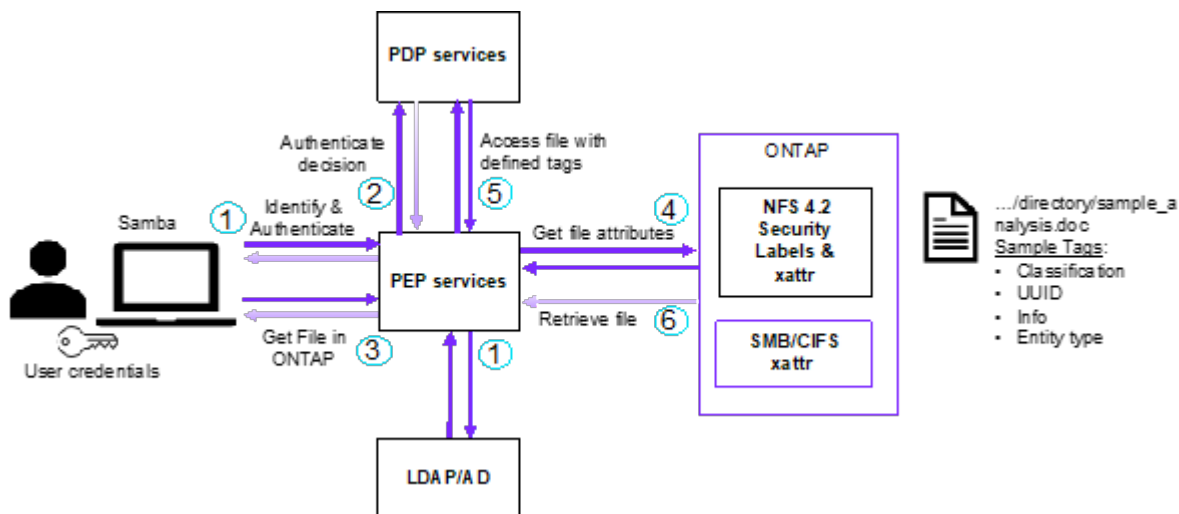 PDP services
Authenticate
decision
2
Access file with
defined tags
5
ONTAP
NFS 4.2
Security
Labels &
xattr
SMB/CIFS
xattr
Samba
1
Identify &
Authenticate
PEP services
4
Get file attributes
Retrieve file
6
Get File in
ONTAP
3
1
User credentials
LDAP/AD
.../directory/sample_a
nalysis.doc
Sample Tags:
• Classification
• UUID
• Info
• Entity type